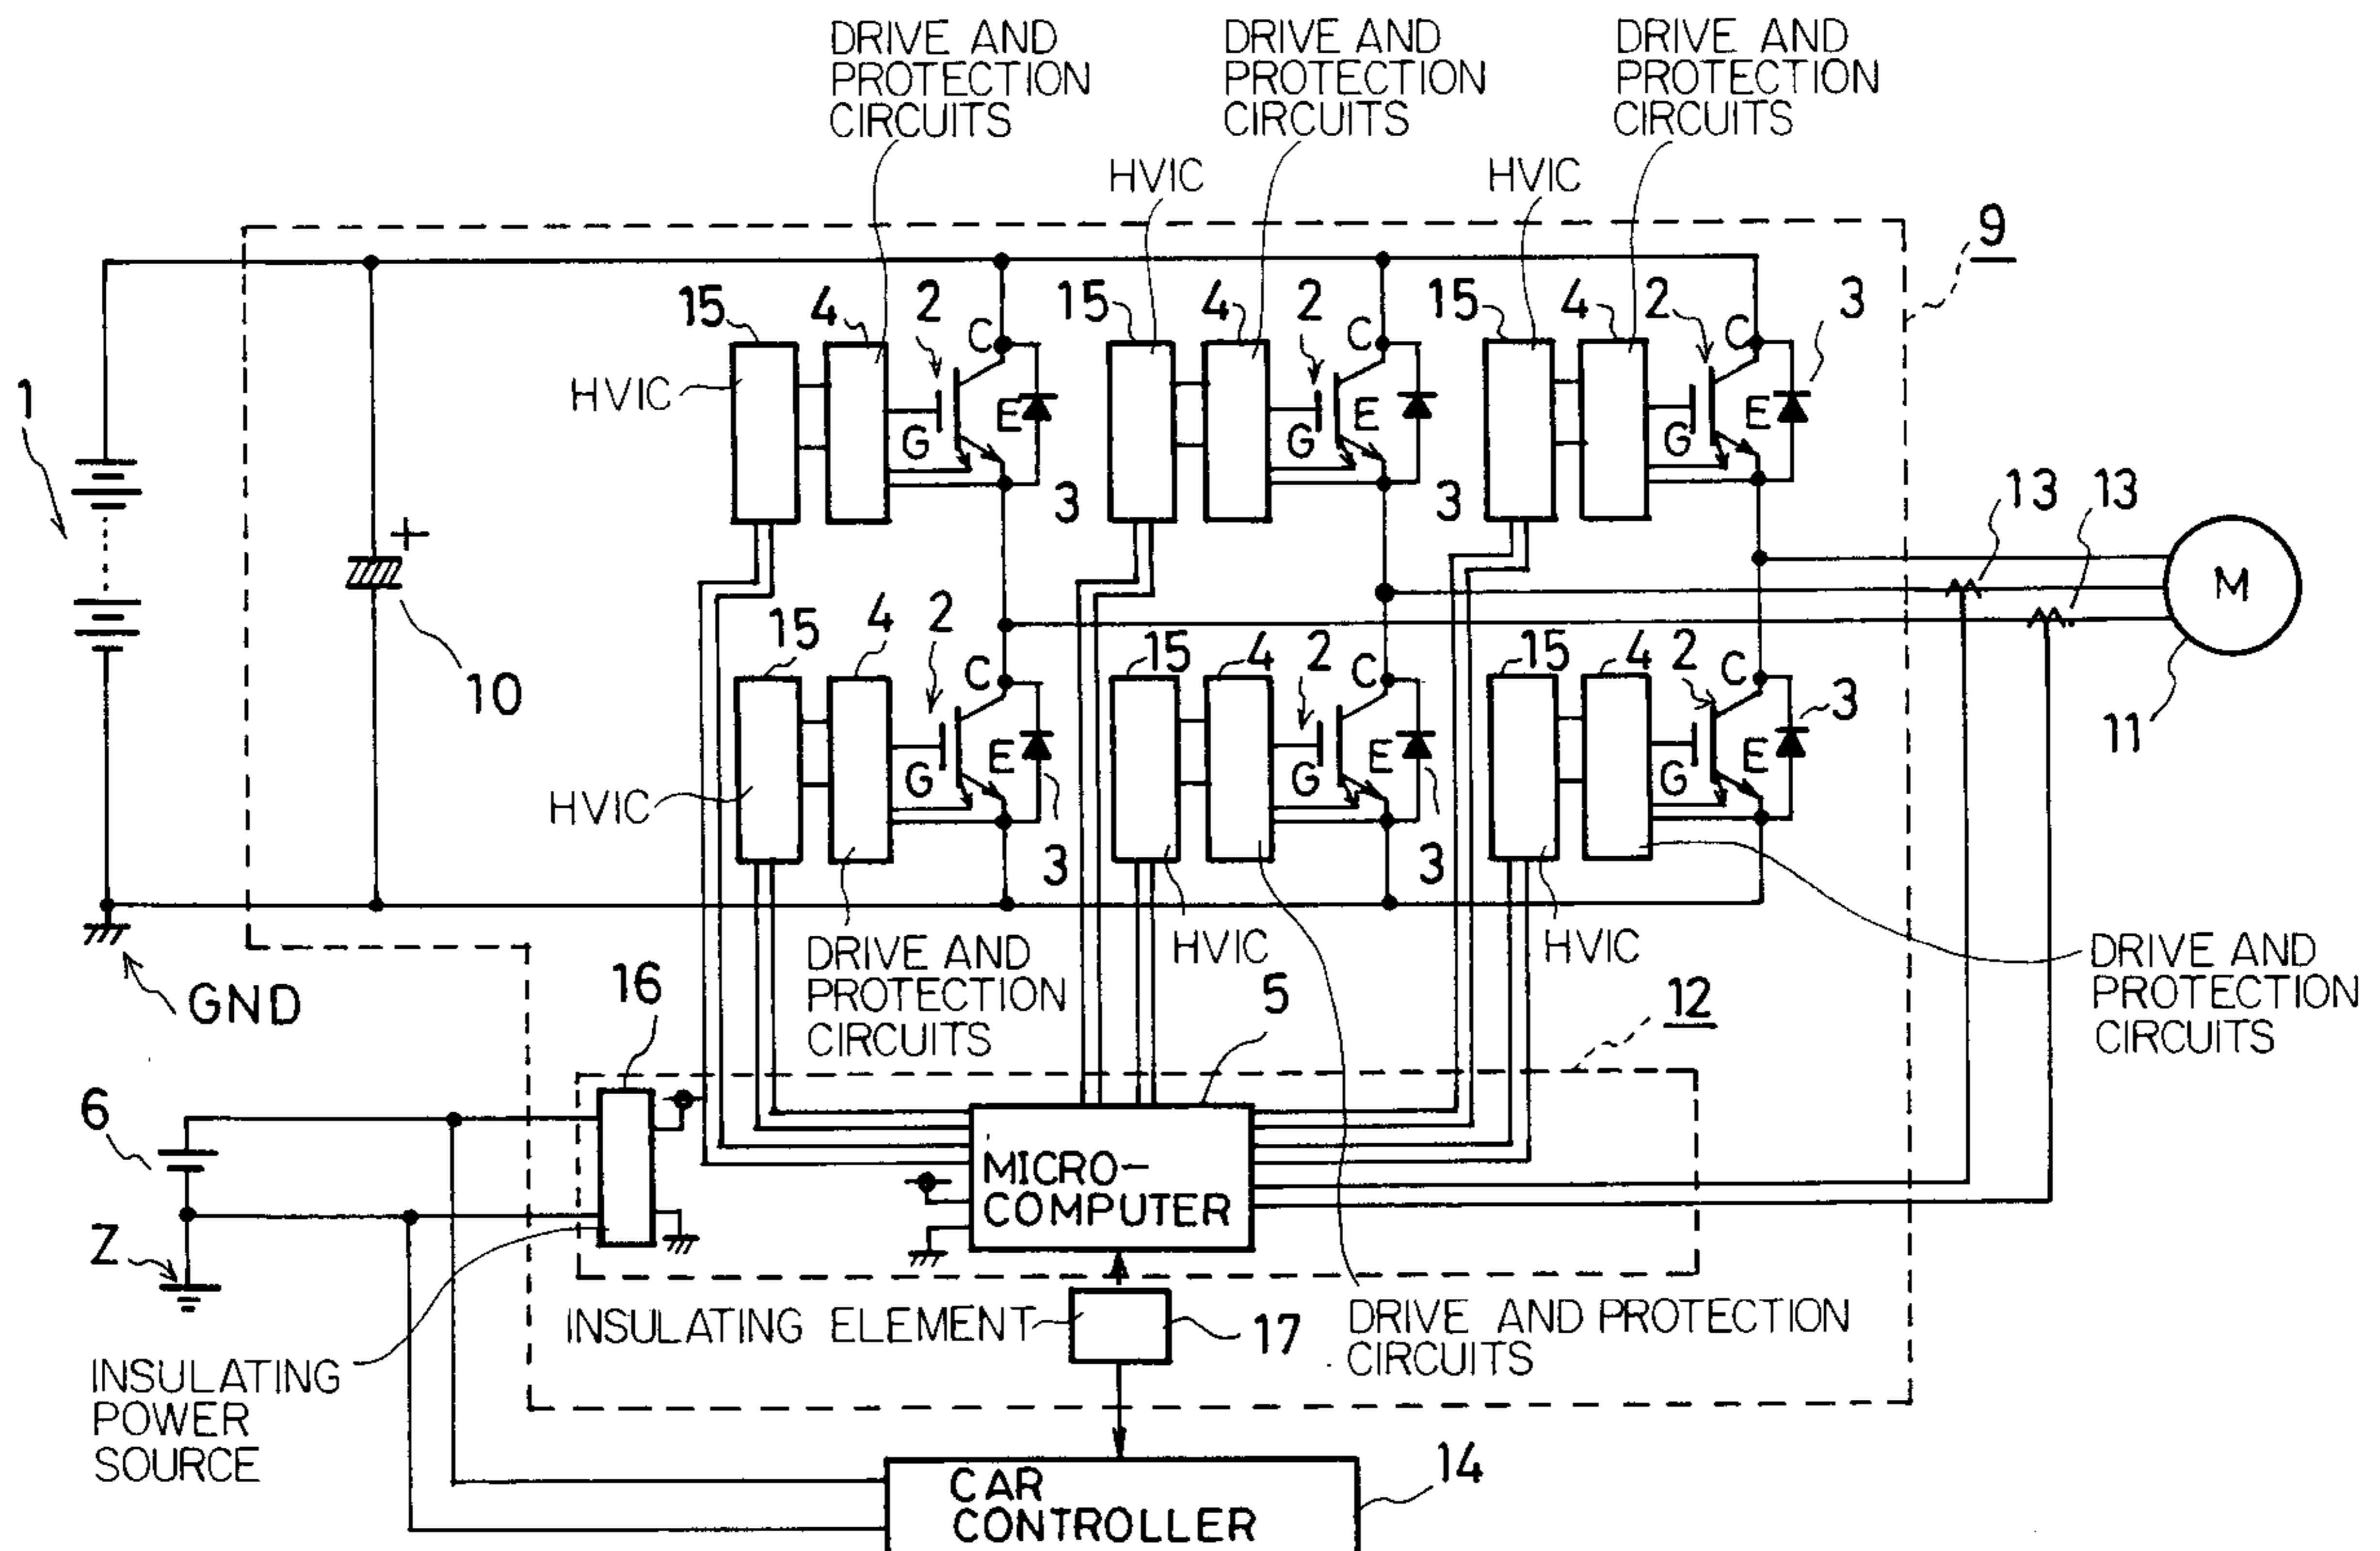 DRIVE AND
PROTECTION
CIRCUITS
DRIVE AND
PROTECTION
CIRCUITS
DRIVE AND
PROTECTION
CIRCUITS
HVIC
HVIC
9
15 4 2 C
15 4 2 C
15 4 2 C 3
1
HVIC
G E
G E
G E
3
3
13 13
+
M
10
15 4 2 C
15 4 2 C
15 4 2 C 3
11
G E
G E
G E
HVIC
3
3
GND
DRIVE AND
PROTECTION
CIRCUITS
HVIC
HVIC
DRIVE AND
PROTECTION
CIRCUITS
16
5
12
6
MICRO-
COMPUTER
Z
INSULATING ELEMENT
17
DRIVE AND PROTECTION
CIRCUITS
INSULATING
POWER
SOURCE
CAR
CONTROLLER
14